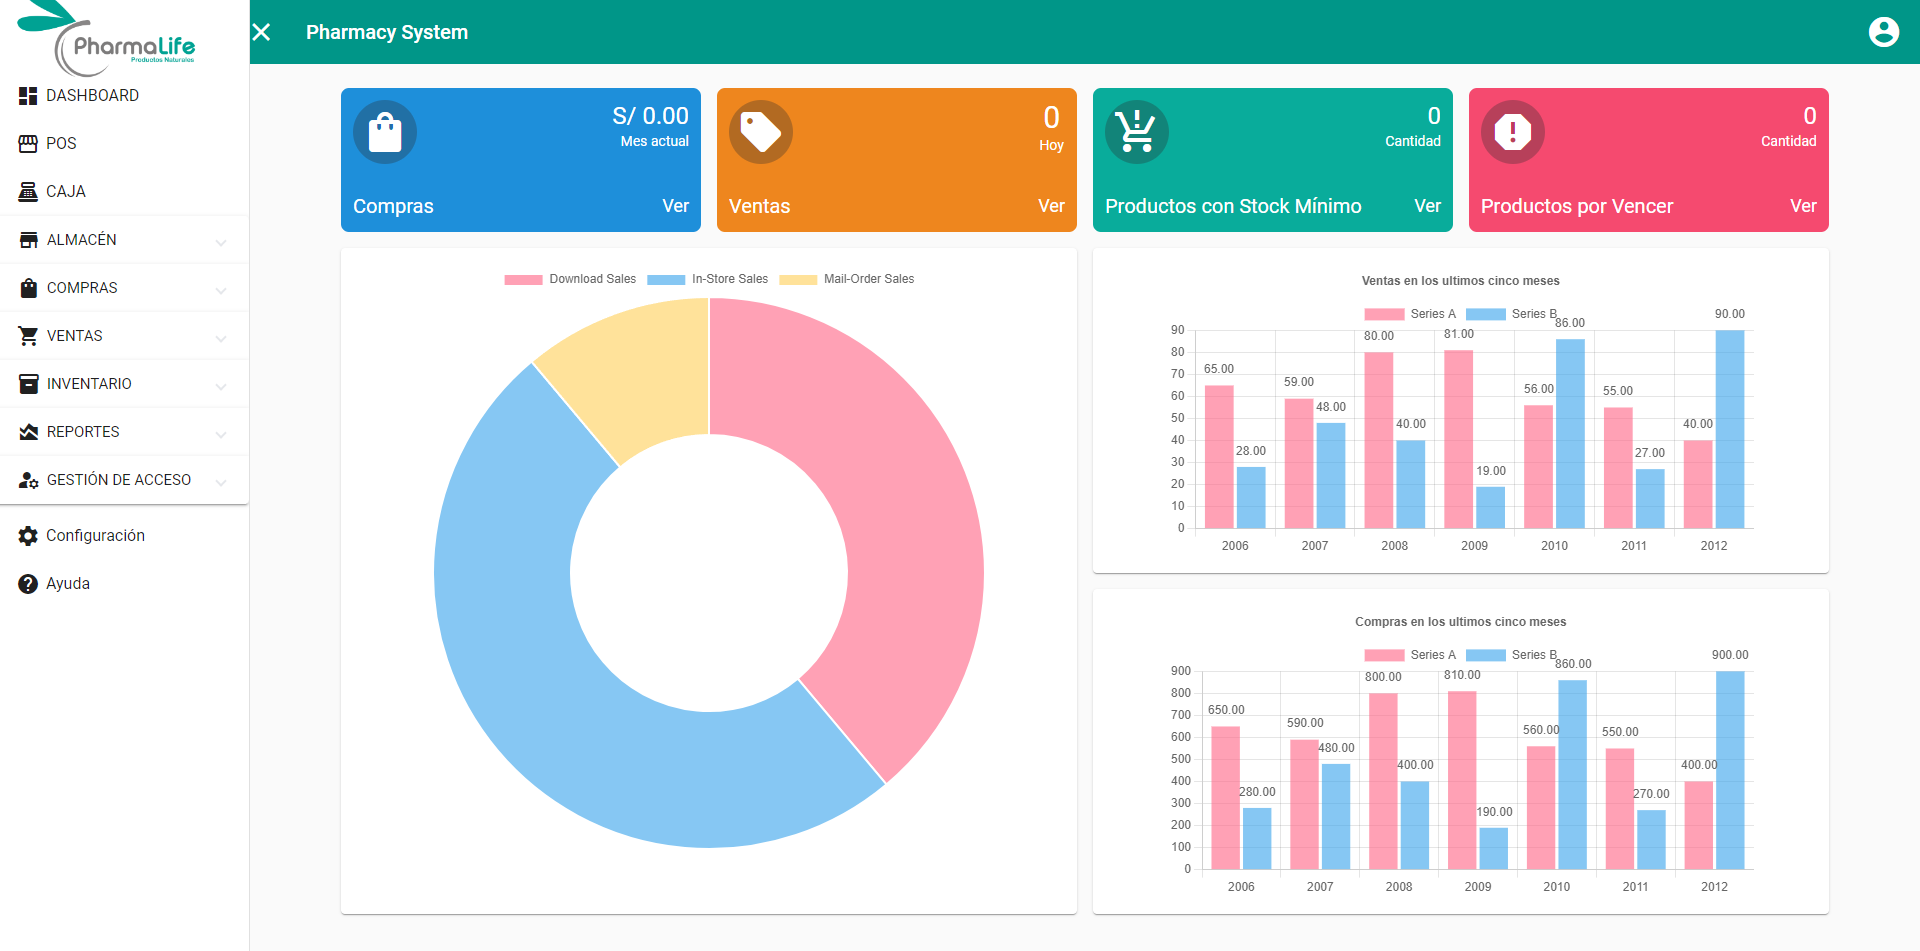 PharmaLife
Productos Naturales
Pharmacy System
DASHBOARD
POS
CAJA
ALMACÉN
COMPRAS
VENTAS
INVENTARIO
REPORTES
GESTIÓN DE ACCESO
Configuración
Ayuda
S/ 0.00
Mes actual
Compras Ver
0
Hoy
Ventas Ver
0
Cantidad
Productos con Stock Mínimo Ver
0
Cantidad
Productos por Vencer Ver
Download Sales In-Store Sales Mail-Order Sales
Ventas en los ultimos cinco meses
Series A Series B
90
80
70
60
50
40
30
20
10
0
65.00 59.00 80.00 81.00 56.00 55.00 40.00
28.00 48.00 40.00 19.00 86.00 27.00 90.00
2006 2007 2008 2009 2010 2011 2012
Compras en los ultimos cinco meses
Series A Series B
900
800
700
600
500
400
300
200
100
0
650.00 590.00 800.00 810.00 560.00 550.00 400.00
280.00 480.00 400.00 190.00 860.00 270.00 900.00
2006 2007 2008 2009 2010 2011 2012